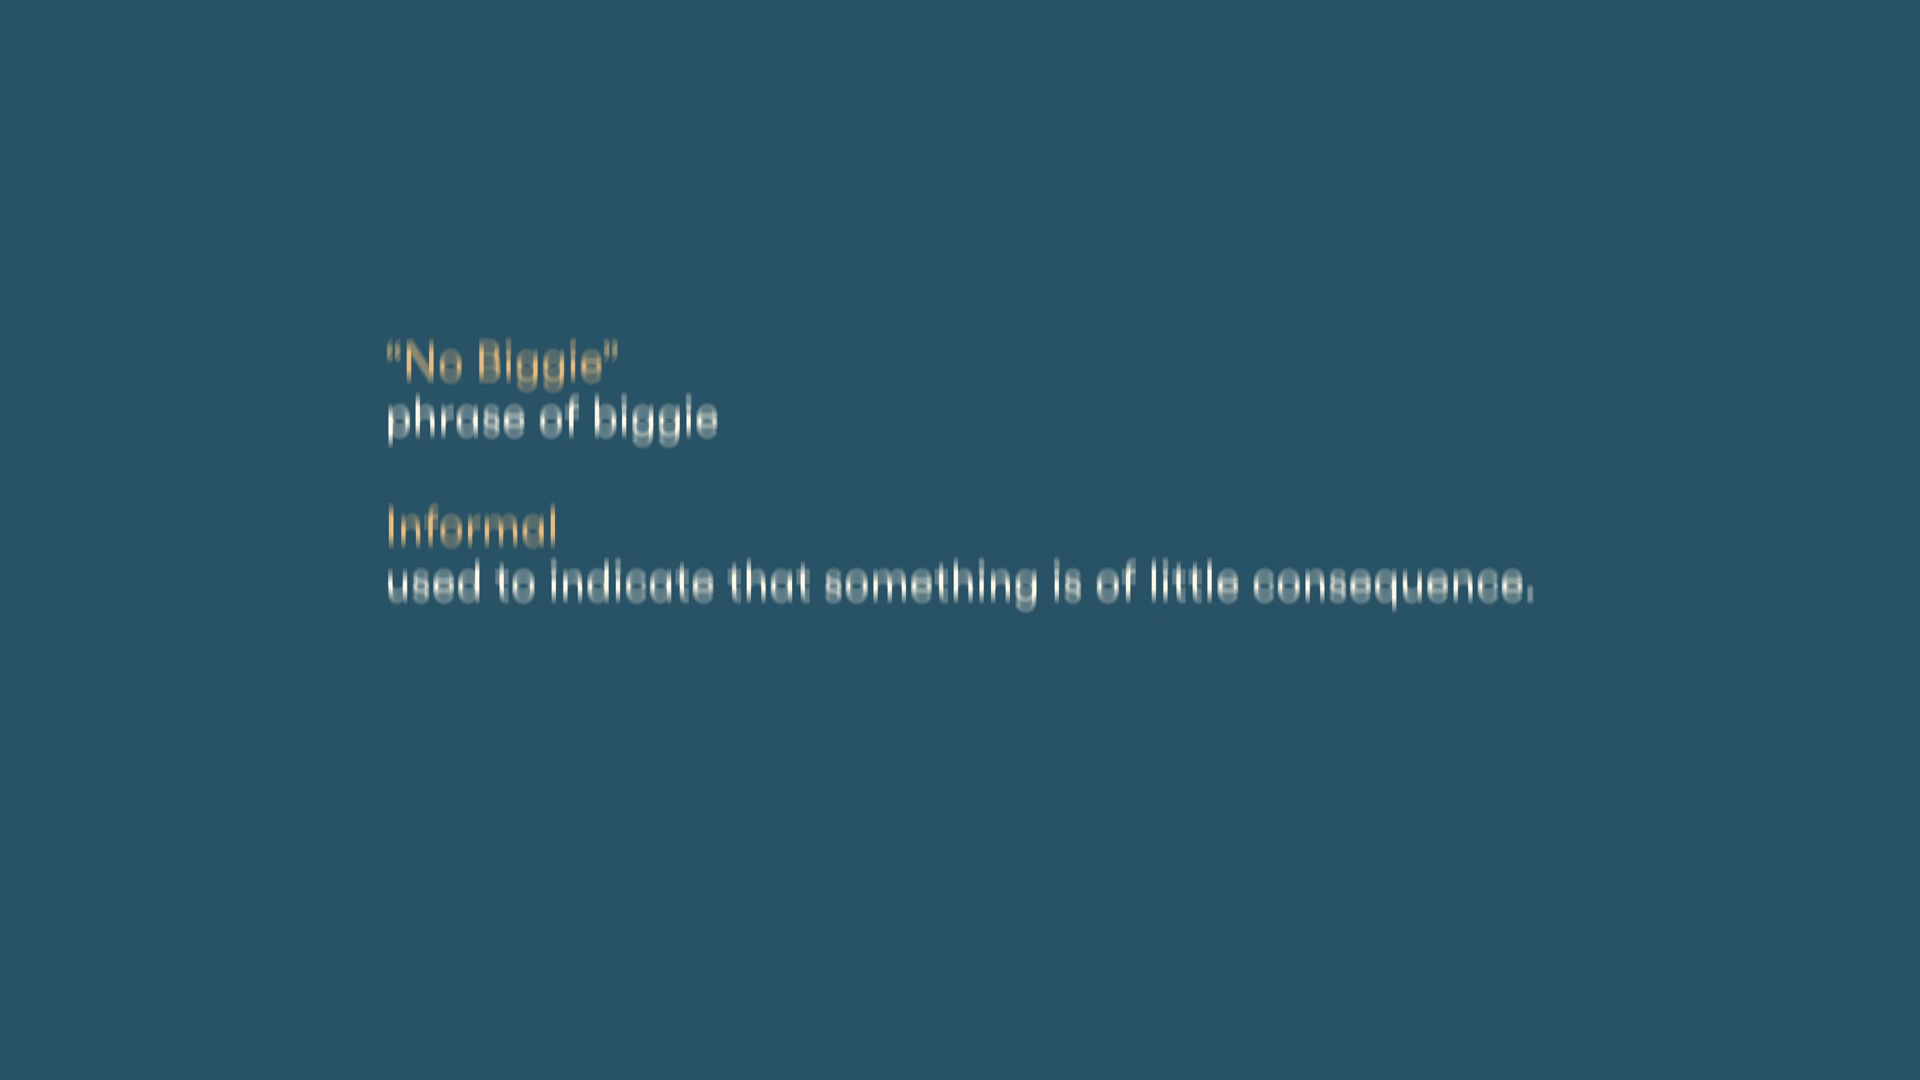 “No Biggie”
phrase of biggie
Informal
used to indicate that something is of little consequence.